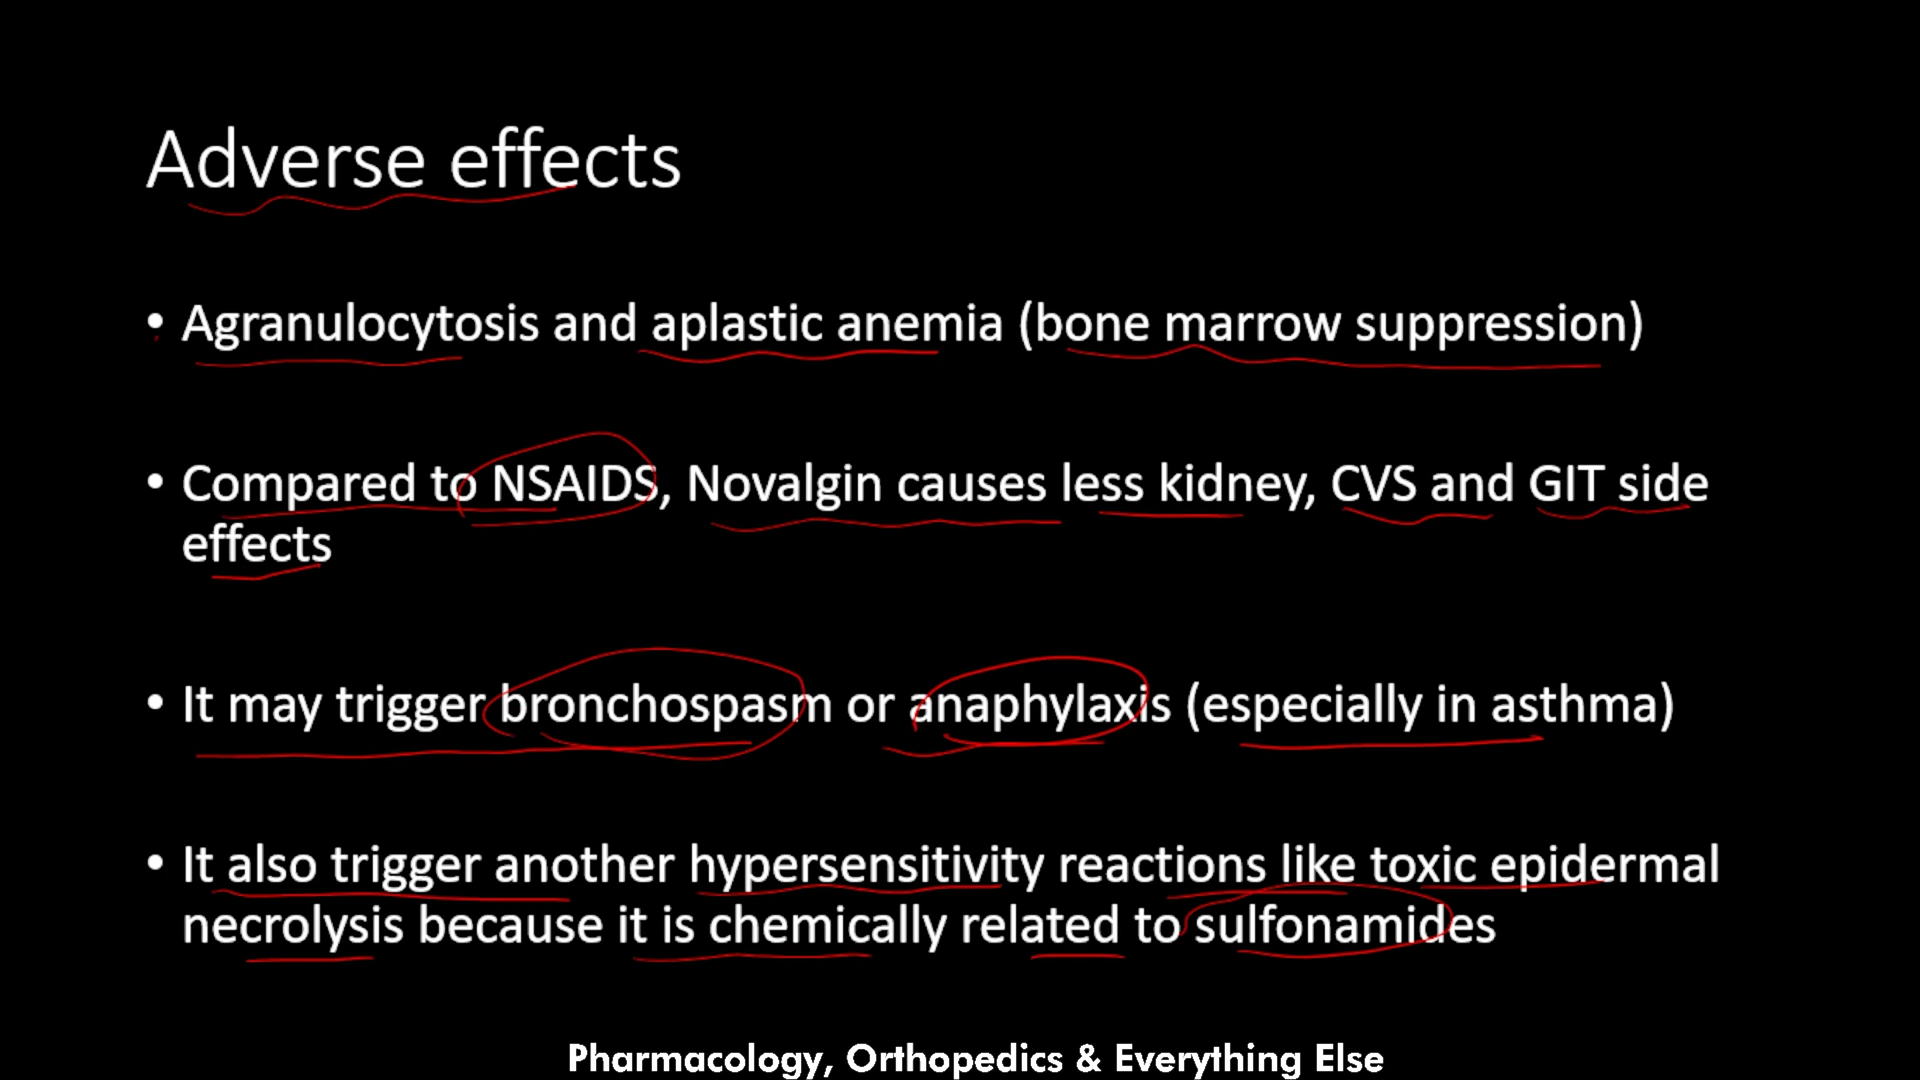 Adverse effects
• Agranulocytosis and aplastic anemia (bone marrow suppression)
• Compared to NSAIDS, Novalgin causes less kidney, CVS and GIT side
effects
• It may trigger bronchospasm or anaphylaxis (especially in asthma)
• It also trigger another hypersensitivity reactions like toxic epidermal
necrolysis because it is chemically related to sulfonamides
Pharmacology, Orthopedics & Everything Else